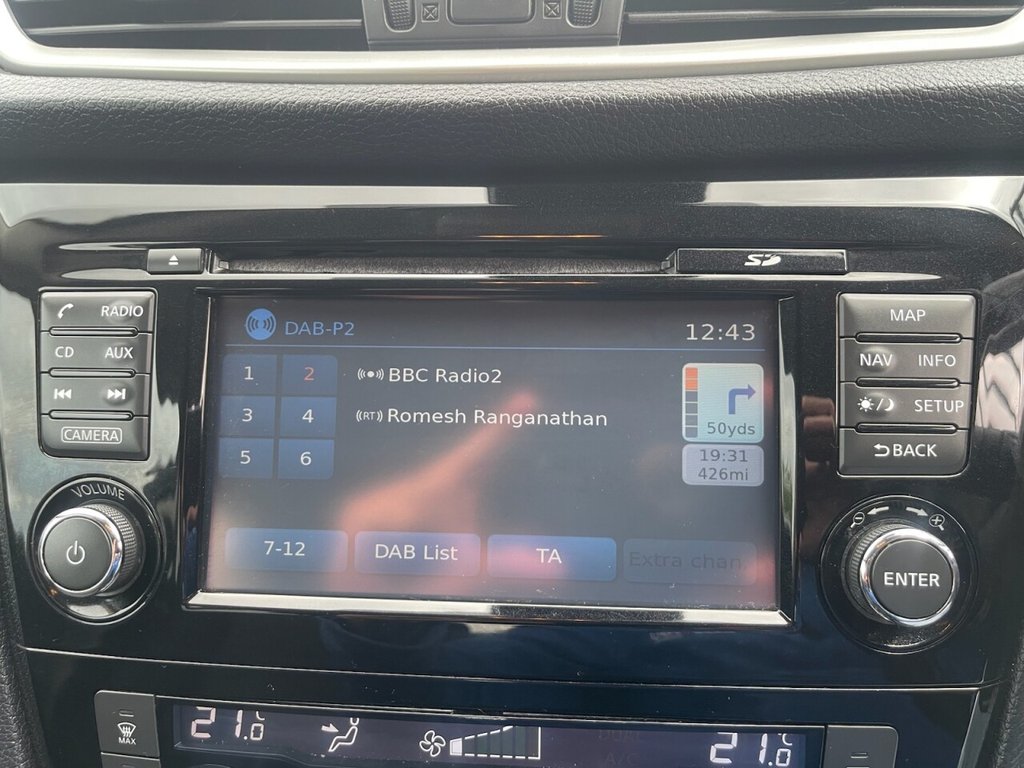 SD
RADIO
CD AUX
CAMERA
VOLUME
DAB-P2 12:43
1 2
3 4
5 6
BBC Radio2
(RT) Romesh Ranganathan
50yds
19:31
426mi
7-12 DAB List TA Extra chan.
MAP
NAV INFO
SETUP
BACK
ENTER
MAX
21.0°C
21.0°C